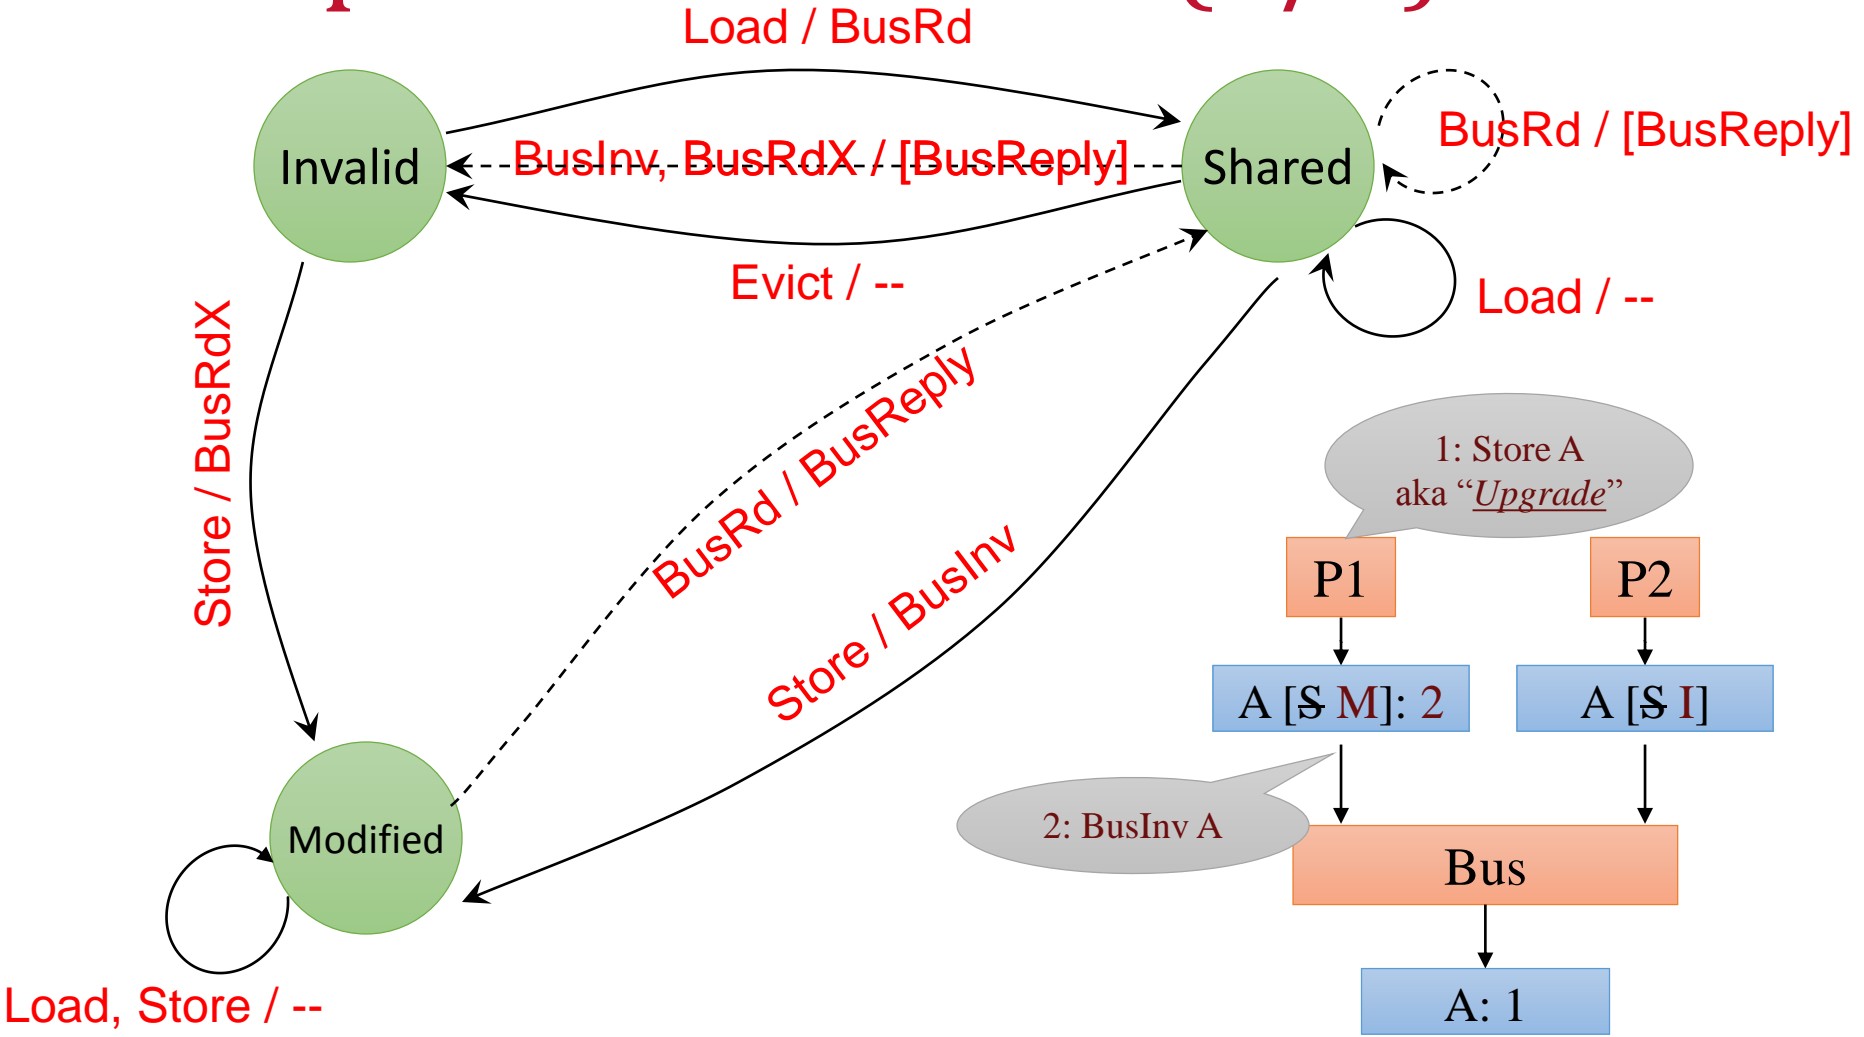 Load / BusRd
Invalid
Shared
BusRd / [BusReply]
BusInv, BusRdX / [BusReply]
Evict / --
Load / --
Store / BusRdX
BusRd / BusReply
Store / BusInv
1: Store A
aka “Upgrade”
P1
P2
A [S M]: 2
A [S I]
Modified
2: BusInv A
Bus
Load, Store / --
A: 1